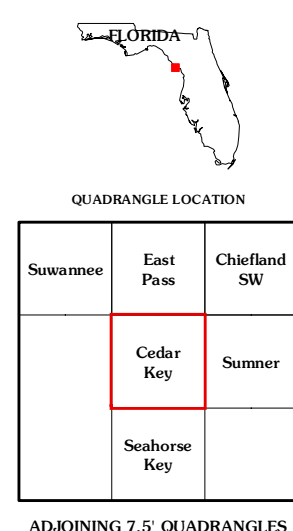 FLORIDA
QUADRANGLE LOCATION
Suwannee
East
Pass
Chiefland
SW
Cedar
Key
Sumner
Seahorse
Key
ADJOINING 7.5' QUADRANGLES